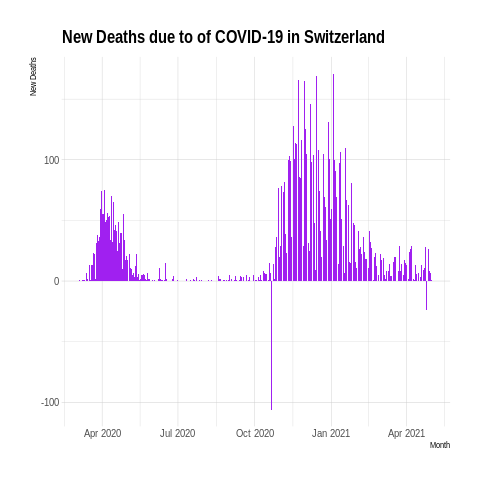 New Deaths due to of COVID-19 in Switzerland
New Deaths
100
0
-100
Apr 2020 Jul 2020 Oct 2020 Jan 2021 Apr 2021
Month